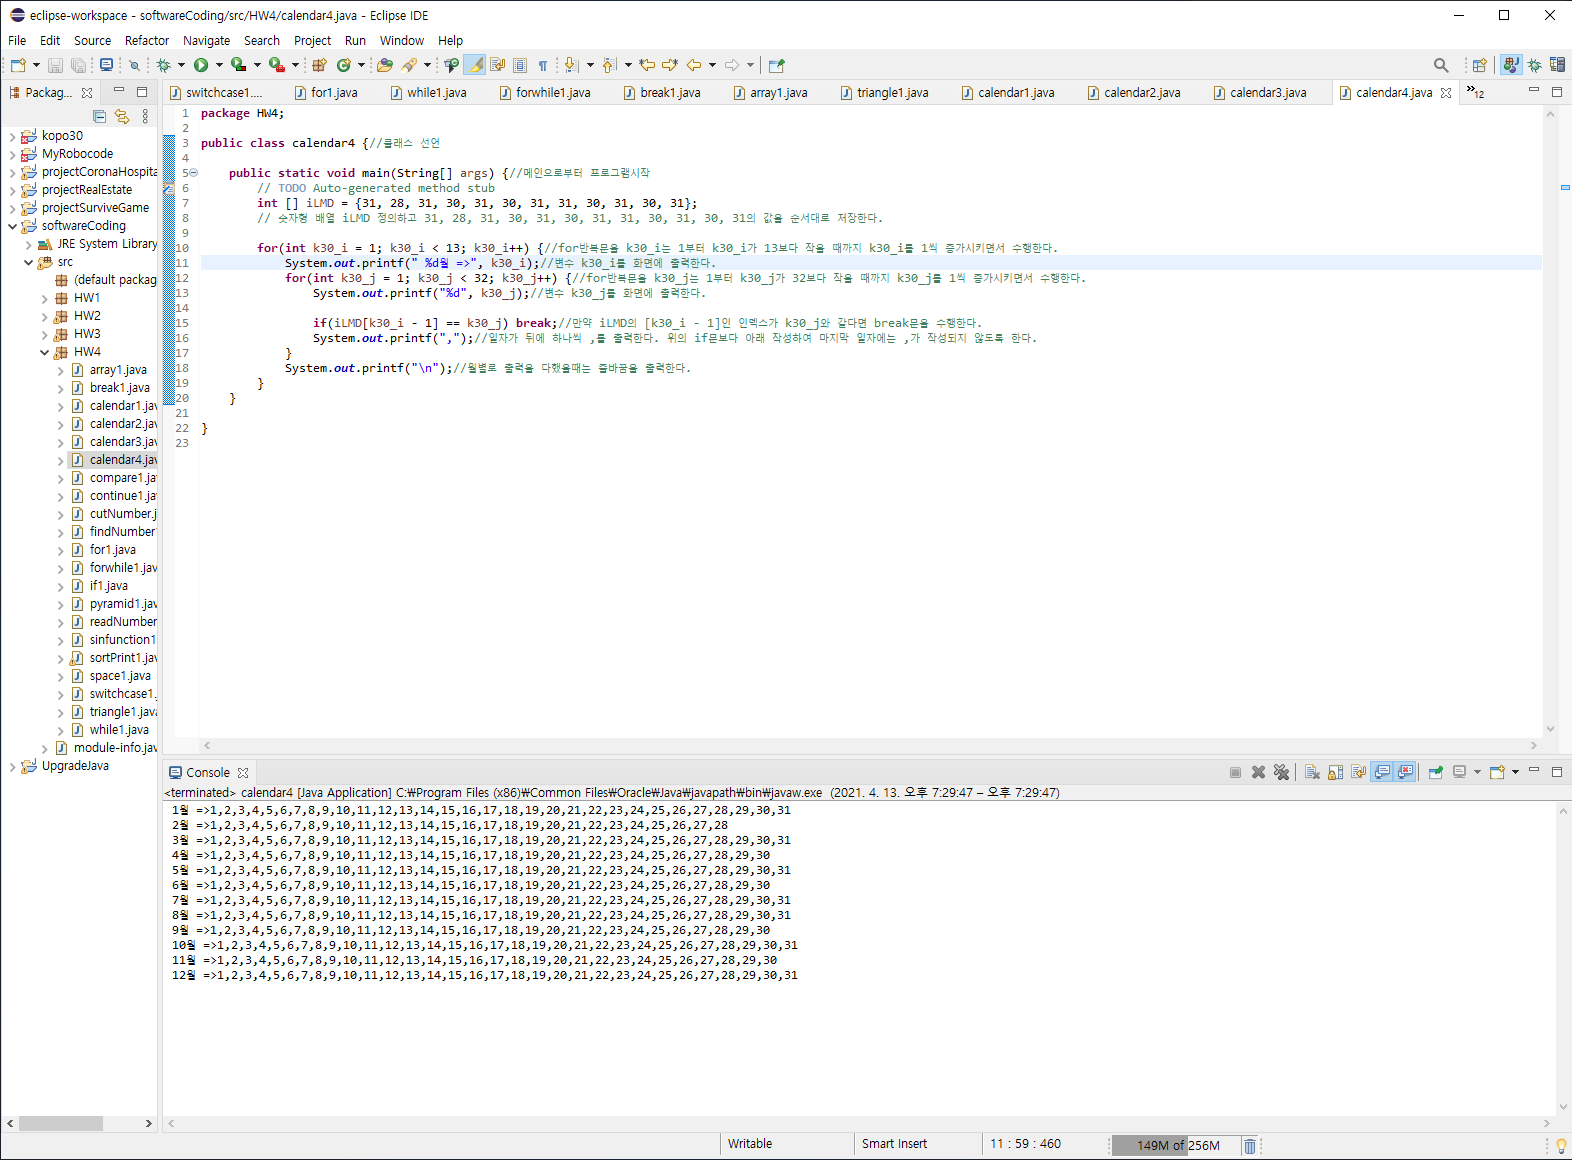 eclipse-workspace - softwareCoding/src/HW4/calendar4.java - Eclipse IDE
File Edit Source Refactor Navigate Search Project Run Window Help
Packag...
switchcase1.... for1.java while1.java forwhile1.java break1.java array1.java triangle1.java calendar1.java calendar2.java calendar3.java calendar4.java »12
kopo30
MyRobocode
projectCoronaHospita
projectRealEstate
projectSurviveGame
softwareCoding
JRE System Library
src
(default packag
HW1
HW2
HW3
HW4
array1.java
break1.java
calendar1.jav
calendar2.jav
calendar3.jav
calendar4.jav
compare1.jav
continue1.jav
cutNumber.j
findNumber
for1.java
forwhile1.jav
if1.java
pyramid1.jav
readNumber
sinfunction1
sortPrint1.jav
space1.java
switchcase1.
triangle1.java
while1.java
module-info.jav
UpgradeJava
1 package HW4;
2
3 public class calendar4 {//클래스 선언
4
5 public static void main(String[] args) {//메인으로부터 프로그램시작
6 // TODO Auto-generated method stub
7 int [] iLMD = {31, 28, 31, 30, 31, 30, 31, 31, 30, 31, 30, 31};
8 // 숫자형 배열 iLMD 정의하고 31, 28, 31, 30, 31, 30, 31, 31, 30, 31, 30, 31의 값을 순서대로 저장한다.
9
10 for(int k30_i = 1; k30_i < 13; k30_i++) {//for반복문을 k30_i는 1부터 k30_i가 13보다 작을 때까지 k30_i를 1씩 증가시키면서 수행한다.
11 System.out.printf(" %d월 =>", k30_i);//변수 k30_i를 화면에 출력한다.
12 for(int k30_j = 1; k30_j < 32; k30_j++) {//for반복문을 k30_j는 1부터 k30_j가 32보다 작을 때까지 k30_j를 1씩 증가시키면서 수행한다.
13 System.out.printf("%d", k30_j);//변수 k30_j를 화면에 출력한다.
14
15 if(iLMD[k30_i - 1] == k30_j) break;//만약 iLMD의 [k30_i - 1]인 인덱스가 k30_j와 같다면 break문을 수행한다.
16 System.out.printf(",");//일자가 뒤에 하나씩 ,를 출력한다. 위의 if문보다 아래 작성하여 마지막 일자에는 ,가 작성되지 않도록 한다.
17 }
18 System.out.printf("\n");//월별로 출력을 다했을때는 줄바꿈을 출력한다.
19 }
20 }
21
22 }
23
Console
<terminated> calendar4 [Java Application] C:₩Program Files (x86)₩Common Files₩Oracle₩Java₩javapath₩bin₩javaw.exe (2021. 4. 13. 오후 7:29:47 – 오후 7:29:47)
1월 =>1,2,3,4,5,6,7,8,9,10,11,12,13,14,15,16,17,18,19,20,21,22,23,24,25,26,27,28,29,30,31
2월 =>1,2,3,4,5,6,7,8,9,10,11,12,13,14,15,16,17,18,19,20,21,22,23,24,25,26,27,28
3월 =>1,2,3,4,5,6,7,8,9,10,11,12,13,14,15,16,17,18,19,20,21,22,23,24,25,26,27,28,29,30,31
4월 =>1,2,3,4,5,6,7,8,9,10,11,12,13,14,15,16,17,18,19,20,21,22,23,24,25,26,27,28,29,30
5월 =>1,2,3,4,5,6,7,8,9,10,11,12,13,14,15,16,17,18,19,20,21,22,23,24,25,26,27,28,29,30,31
6월 =>1,2,3,4,5,6,7,8,9,10,11,12,13,14,15,16,17,18,19,20,21,22,23,24,25,26,27,28,29,30
7월 =>1,2,3,4,5,6,7,8,9,10,11,12,13,14,15,16,17,18,19,20,21,22,23,24,25,26,27,28,29,30,31
8월 =>1,2,3,4,5,6,7,8,9,10,11,12,13,14,15,16,17,18,19,20,21,22,23,24,25,26,27,28,29,30,31
9월 =>1,2,3,4,5,6,7,8,9,10,11,12,13,14,15,16,17,18,19,20,21,22,23,24,25,26,27,28,29,30
10월 =>1,2,3,4,5,6,7,8,9,10,11,12,13,14,15,16,17,18,19,20,21,22,23,24,25,26,27,28,29,30,31
11월 =>1,2,3,4,5,6,7,8,9,10,11,12,13,14,15,16,17,18,19,20,21,22,23,24,25,26,27,28,29,30
12월 =>1,2,3,4,5,6,7,8,9,10,11,12,13,14,15,16,17,18,19,20,21,22,23,24,25,26,27,28,29,30,31
Writable Smart Insert 11 : 59 : 460 149M of 256M